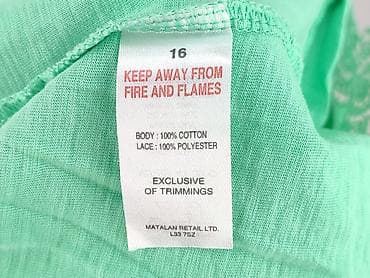 16
KEEP AWAY FROM
FIRE AND FLAMES
BODY : 100% COTTON
LACE : 100% POLYESTER
EXCLUSIVE
OF TRIMMINGS
MATALAN RETAIL LTD.
L33 7SZ